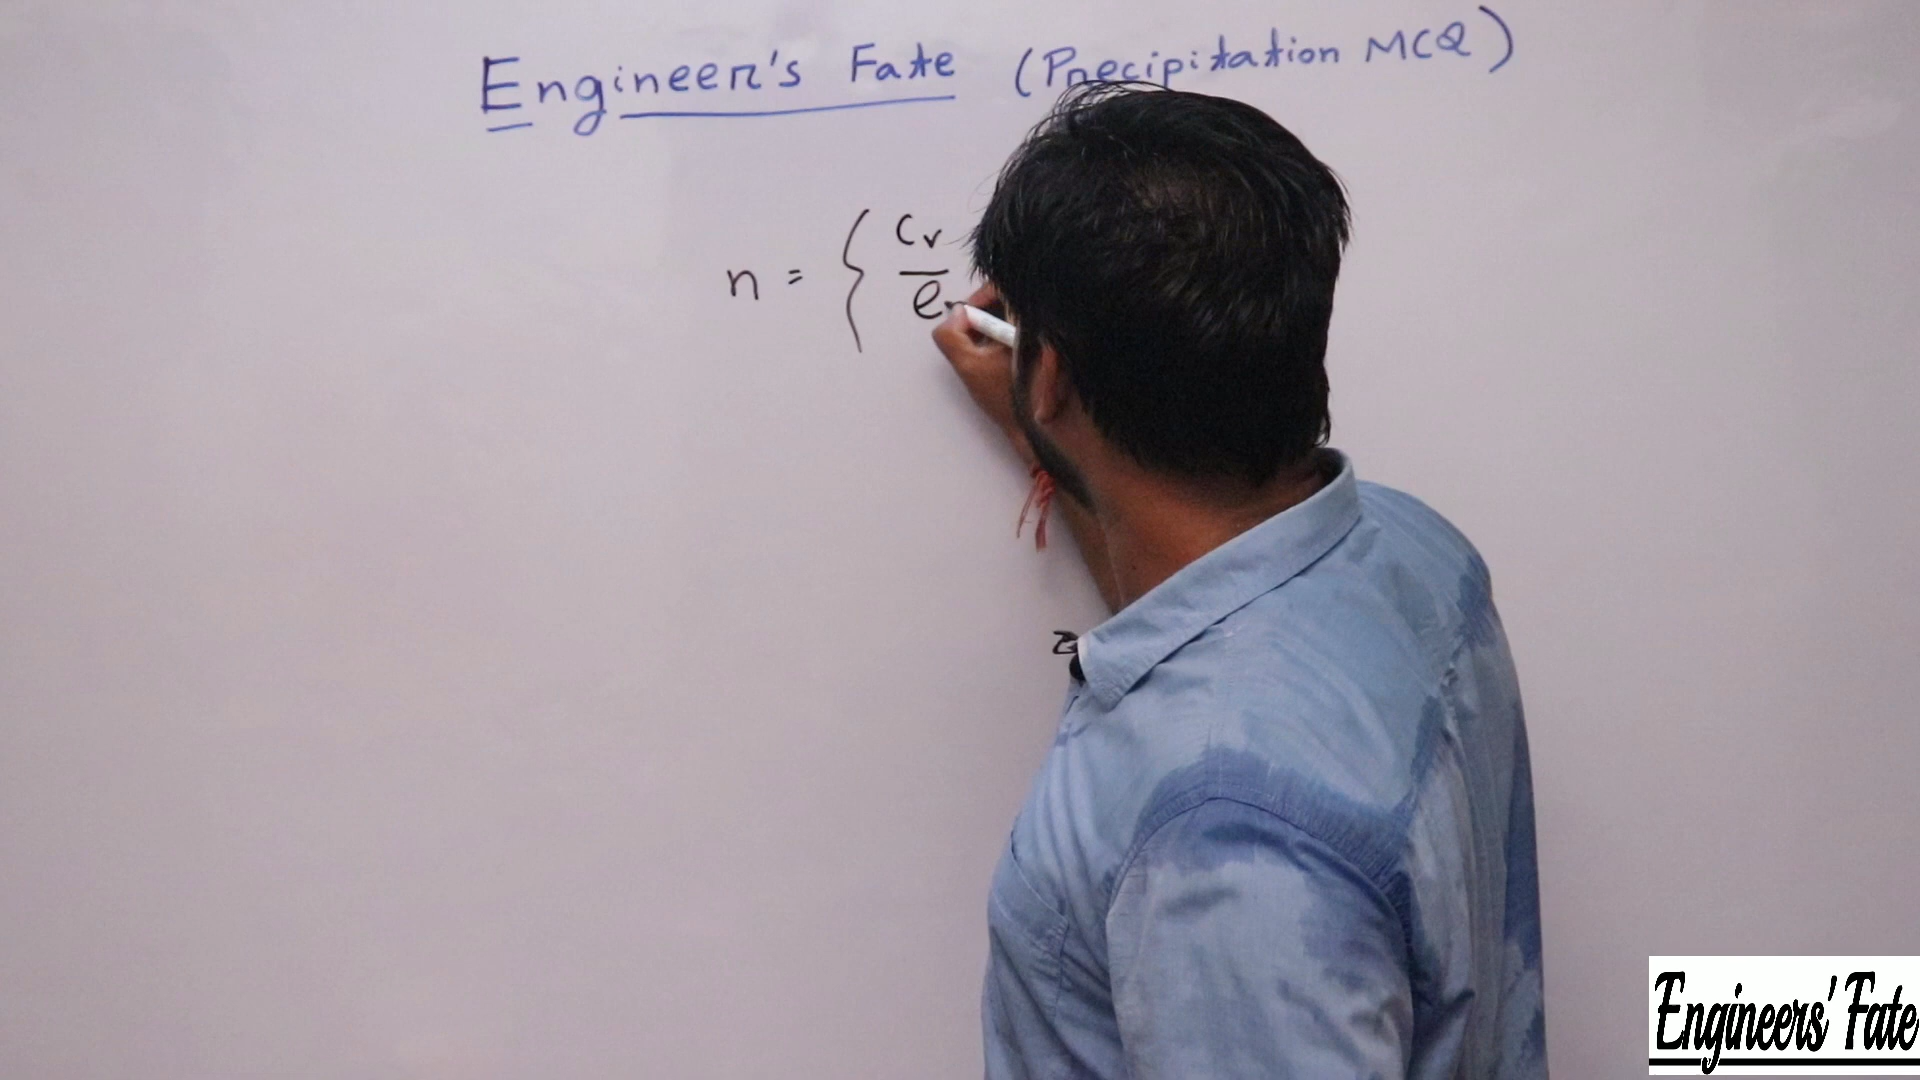 Engineer's Fate (Precipitation MCQ)
n = { Cv
e
Engineers' Fate